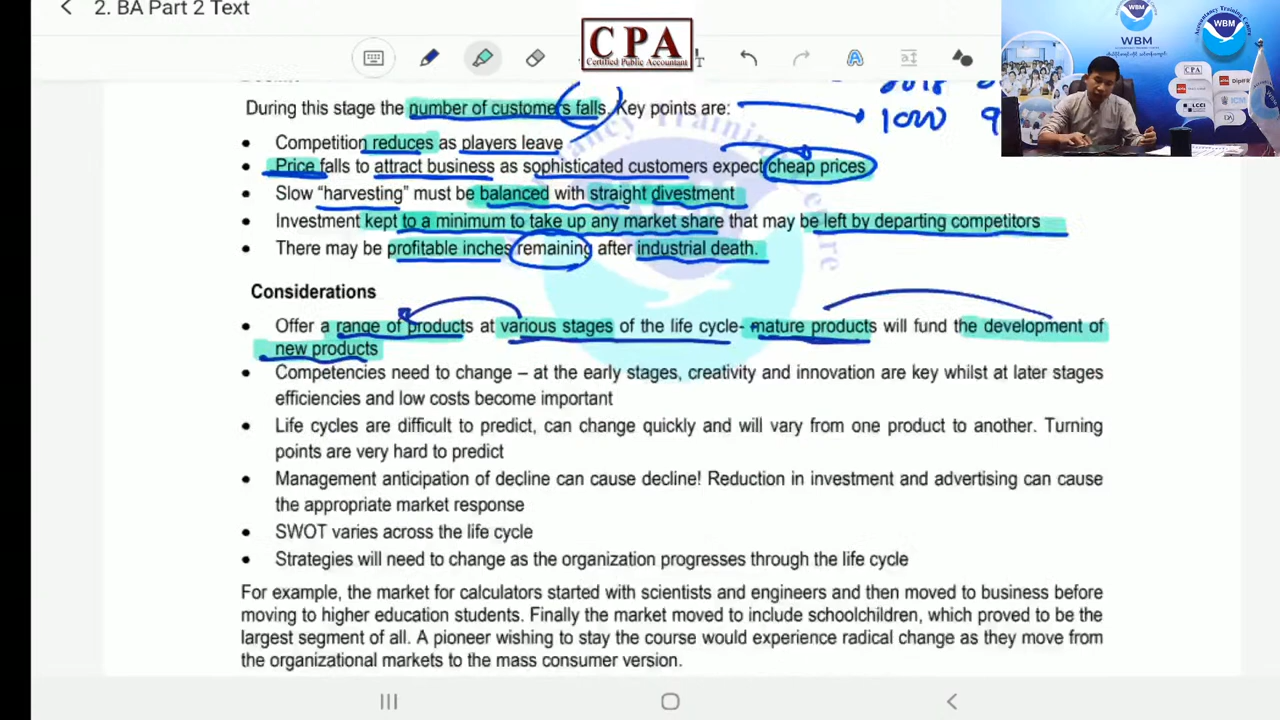 2. BA Part 2 Text
CPA
Certified Public Accountant
WBM
WBM
During this stage the number of customers falls. Key points are:
1000 9
• Competition reduces as players leave
• Price falls to attract business as sophisticated customers expect cheap prices
• Slow “harvesting” must be balanced with straight divestment
• Investment kept to a minimum to take up any market share that may be left by departing competitors
• There may be profitable inches remaining after industrial death.
Considerations
• Offer a range of products at various stages of the life cycle- mature products will fund the development of
new products
• Competencies need to change – at the early stages, creativity and innovation are key whilst at later stages
efficiencies and low costs become important
• Life cycles are difficult to predict, can change quickly and will vary from one product to another. Turning
points are very hard to predict
• Management anticipation of decline can cause decline! Reduction in investment and advertising can cause
the appropriate market response
• SWOT varies across the life cycle
• Strategies will need to change as the organization progresses through the life cycle
For example, the market for calculators started with scientists and engineers and then moved to business before
moving to higher education students. Finally the market moved to include schoolchildren, which proved to be the
largest segment of all. A pioneer wishing to stay the course would experience radical change as they move from
the organizational markets to the mass consumer version.